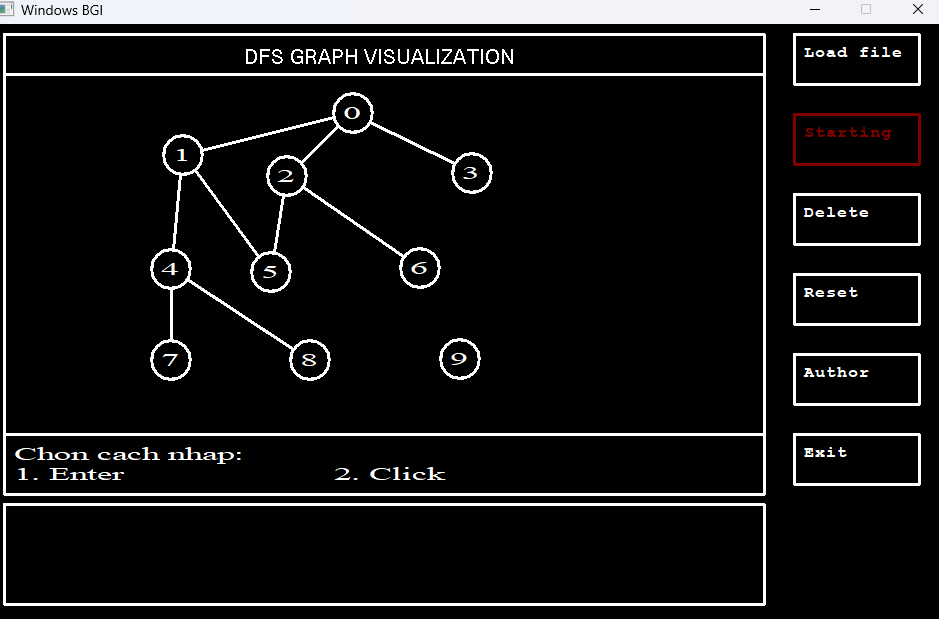 Windows BGI
DFS GRAPH VISUALIZATION
Load file
Starting
Delete
Reset
Author
Exit
0
1
2
3
4
5
6
7
8
9
Chon cach nhap:
1. Enter 2. Click